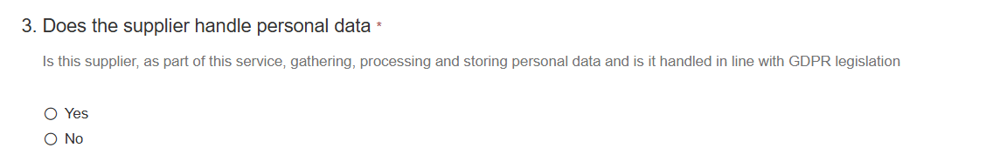 3. Does the supplier handle personal data *
Is this supplier, as part of this service, gathering, processing and storing personal data and is it handled in line with GDPR legislation
Yes
No